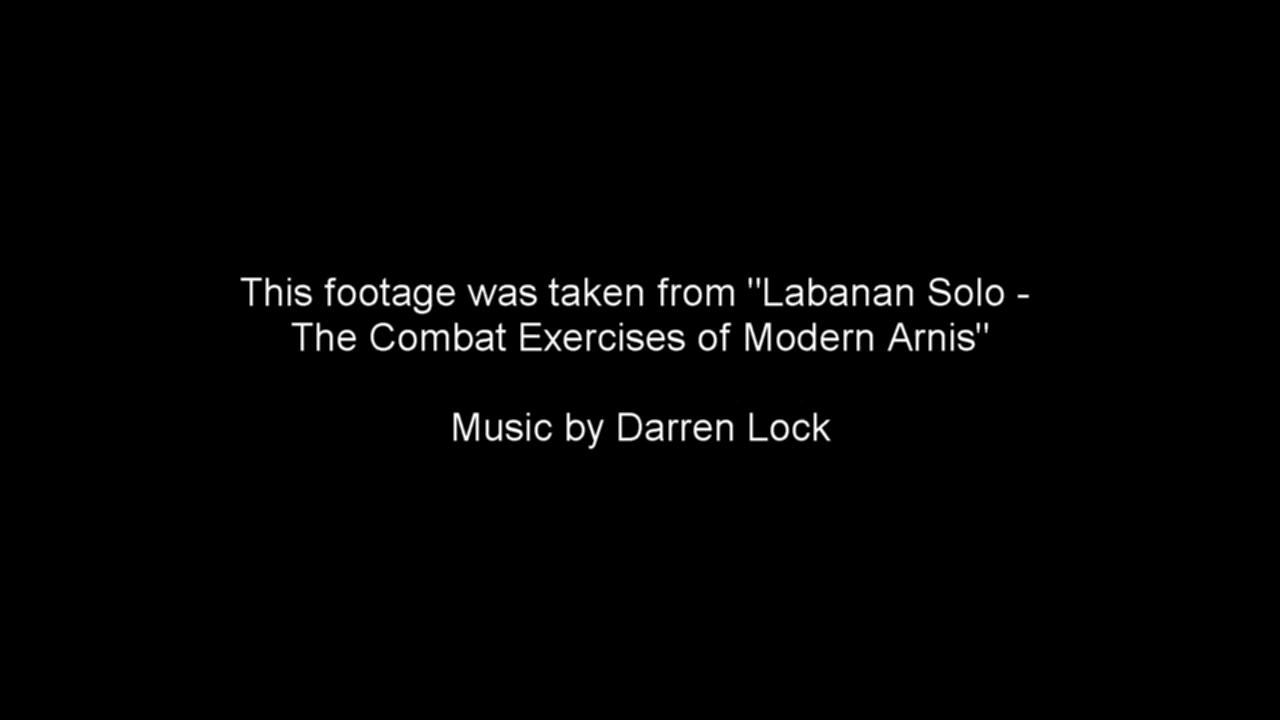 This footage was taken from "Labanan Solo -
The Combat Exercises of Modern Arnis"
Music by Darren Lock